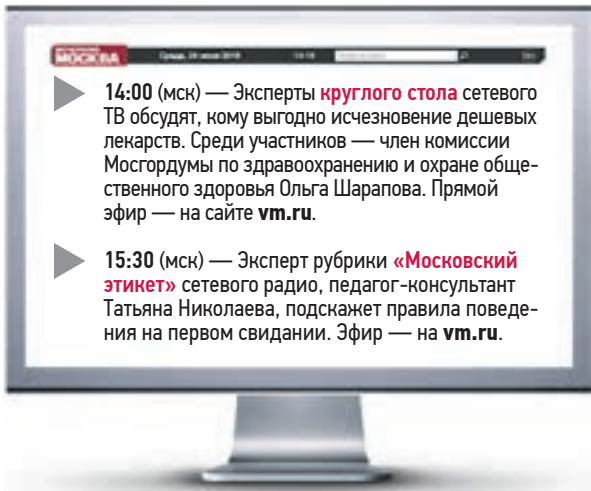 МОСКВА
14:00 (мск) — Эксперты круглого стола сетевого
ТВ обсудят, кому выгодно исчезновение дешевых
лекарств. Среди участников — член комиссии
Мосгордумы по здравоохранению и охране обще-
ственного здоровья Ольга Шарапова. Прямой
эфир — на сайте vm.ru.
15:30 (мск) — Эксперт рубрики «Московский
этикет» сетевого радио, педагог-консультант
Татьяна Николаева, подскажет правила поведе-
ния на первом свидании. Эфир — на vm.ru.